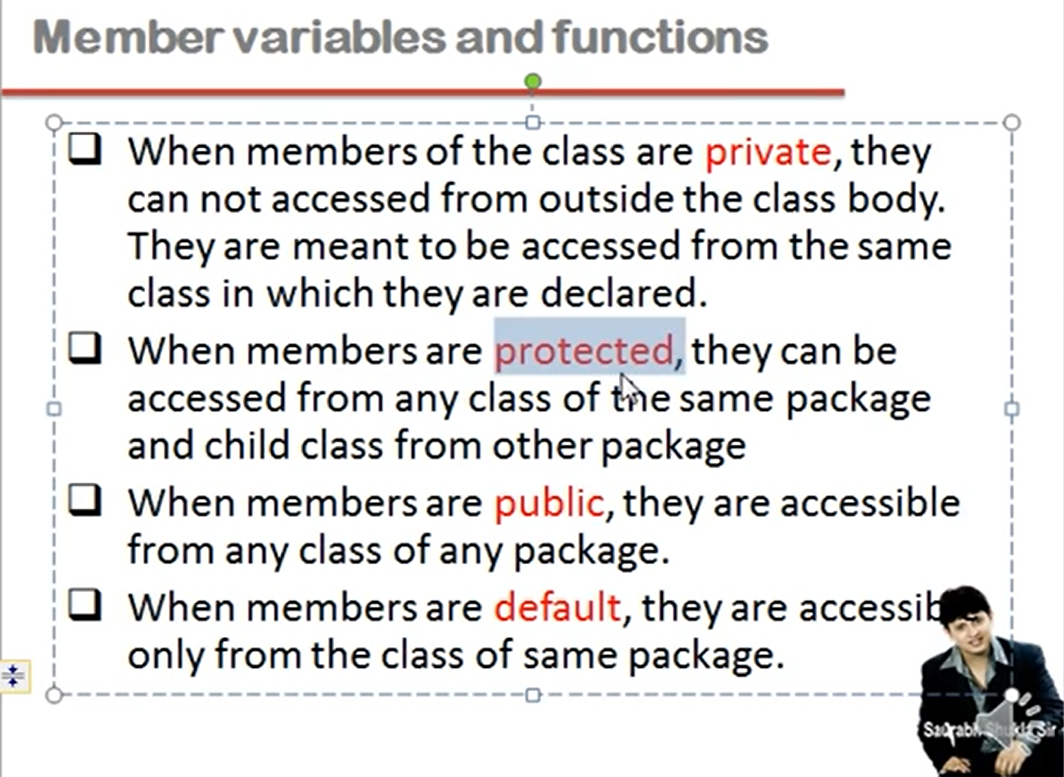 Member variables and functions
When members of the class are private, they
can not accessed from outside the class body.
They are meant to be accessed from the same
class in which they are declared.
When members are protected, they can be
accessed from any class of the same package
and child class from other package
When members are public, they are accessible
from any class of any package.
When members are default, they are accessib
only from the class of same package.
Saurabh Shukla Sir